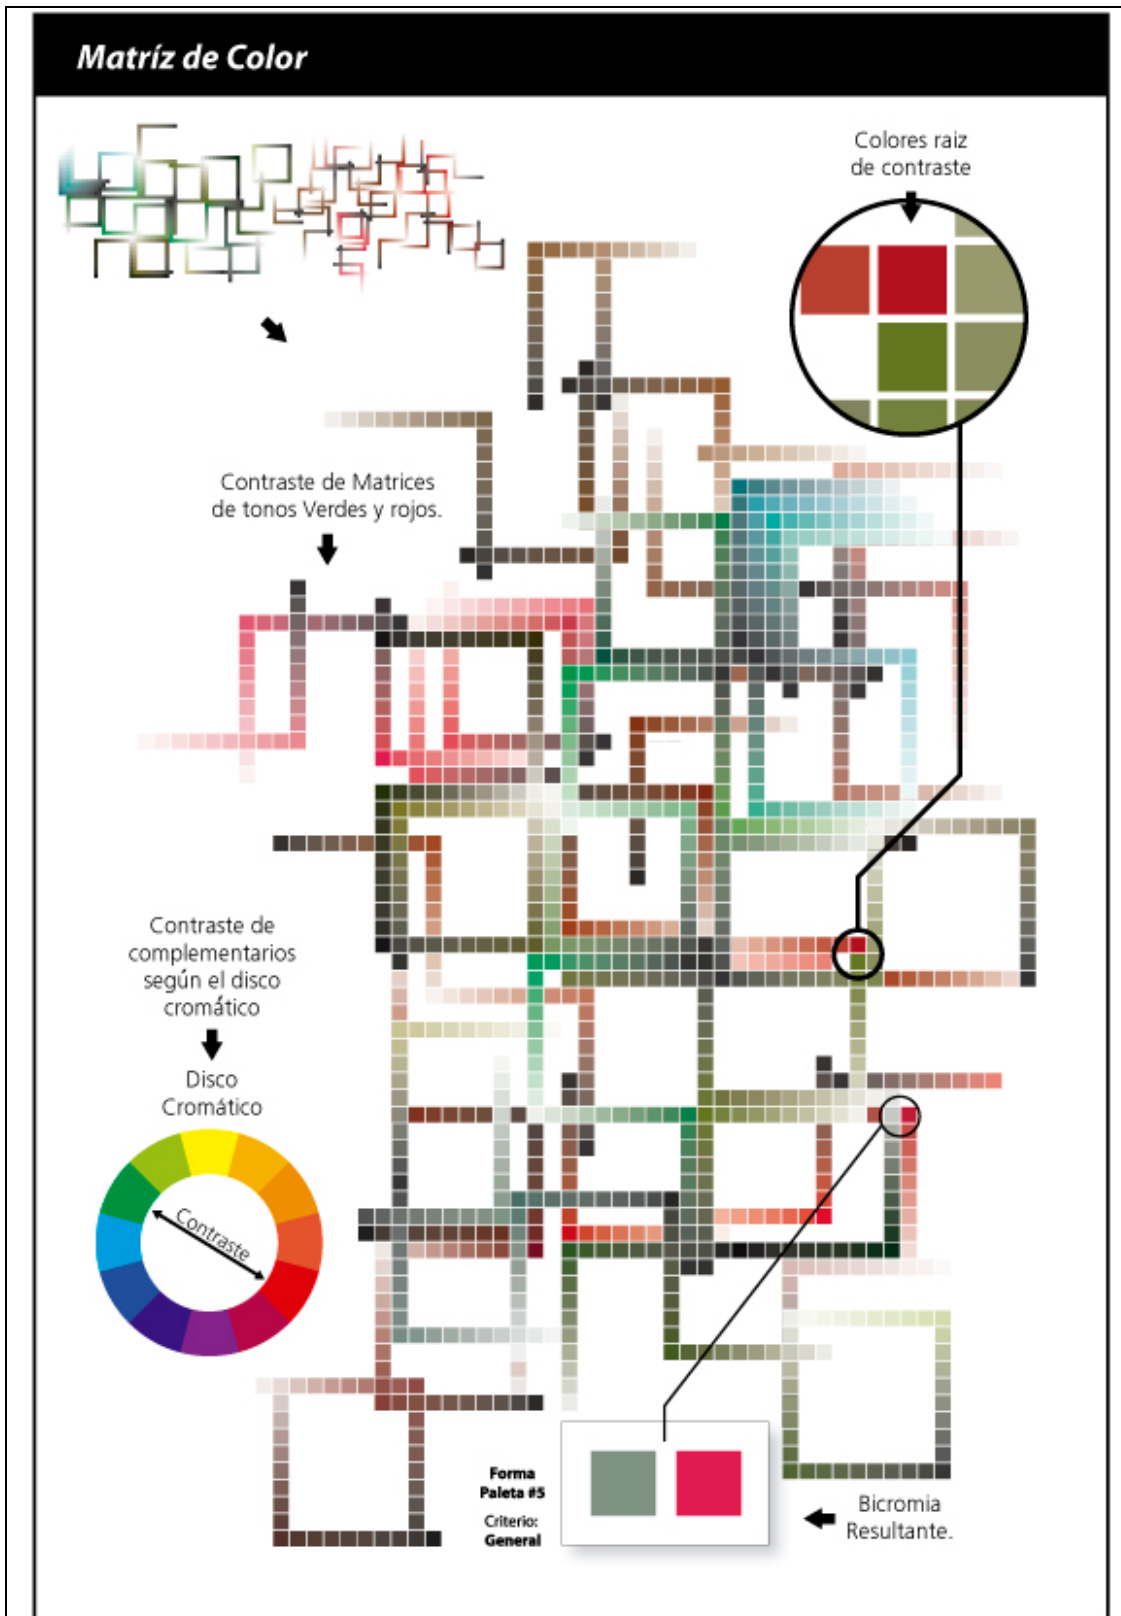 Matríz de Color
Colores raiz
de contraste
Contraste de Matrices
de tonos Verdes y rojos.
Contraste de
complementarios
según el disco
cromático
Disco
Cromático
Contraste
Forma
Paleta #5
Criterio:
General
Bicromia
Resultante.